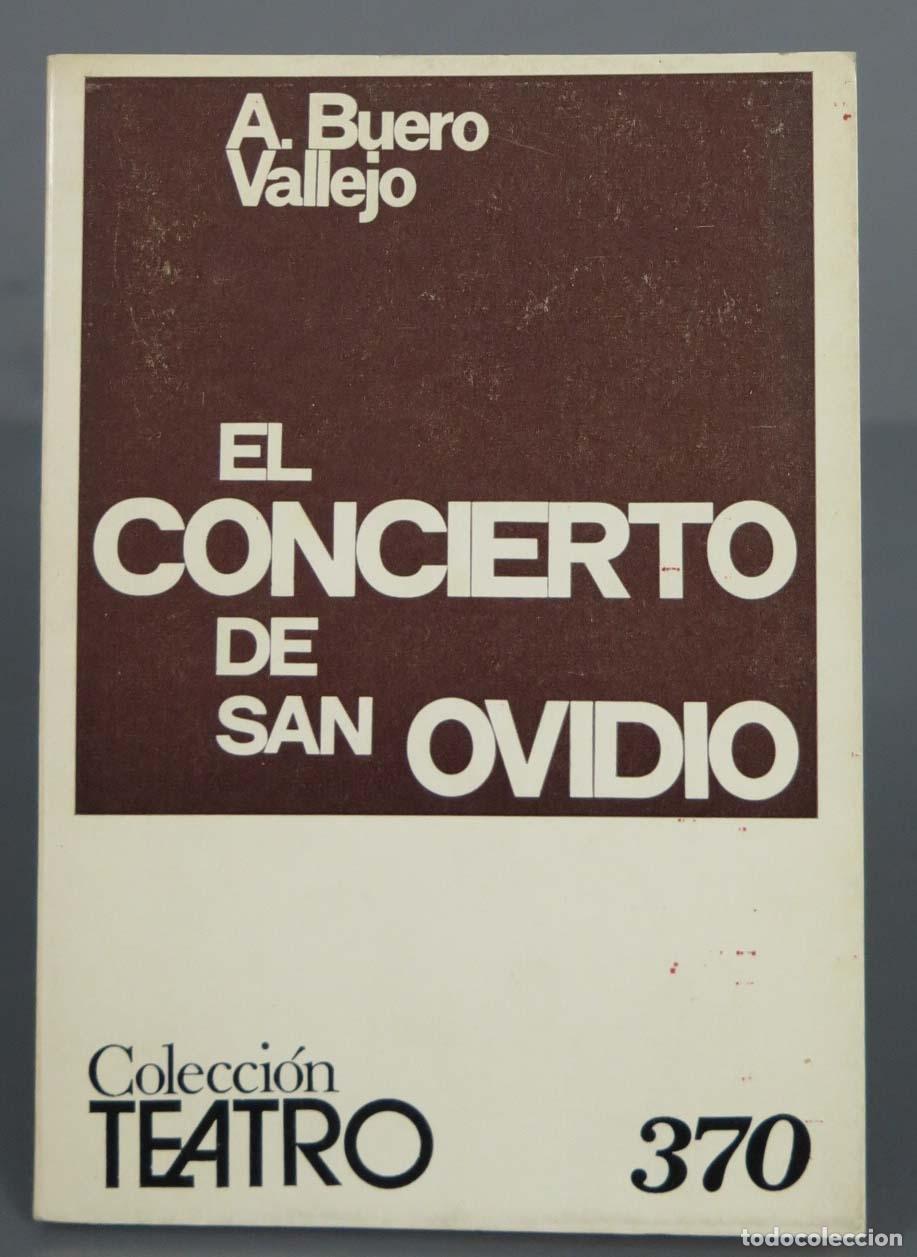 A. Buero
Vallejo
EL
CONCIERTO
DE
SAN OVIDIO
Colección
TEATRO
370
todocoleccion